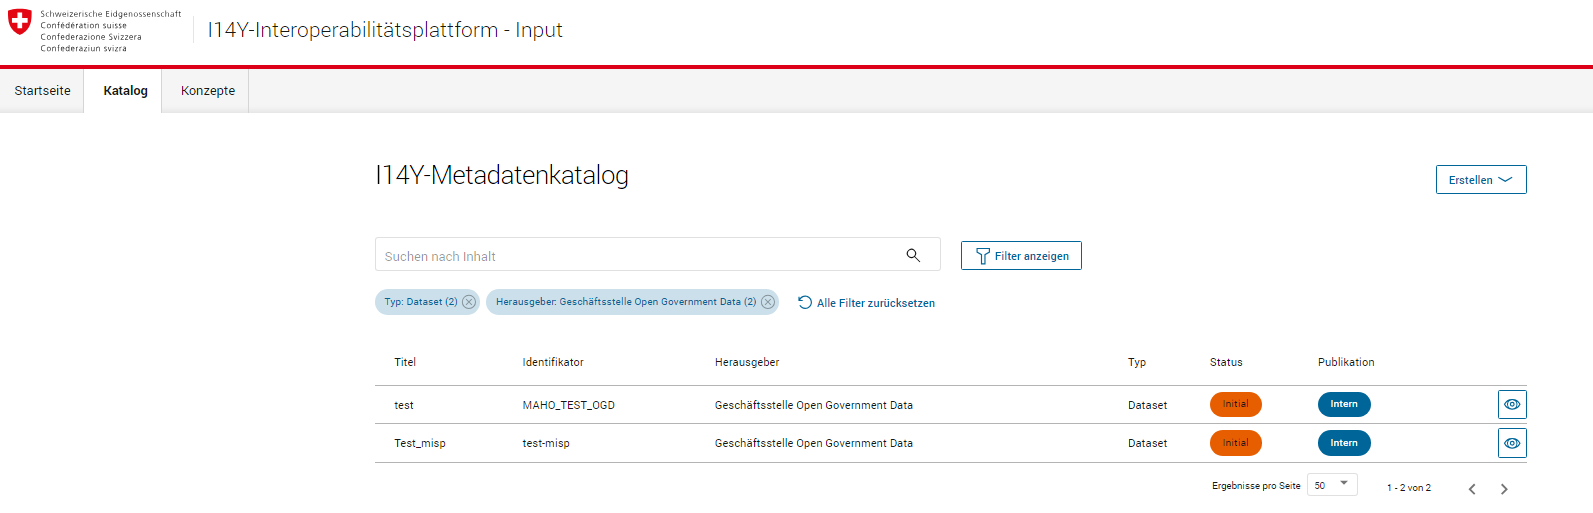 Schweizerische Eidgenossenschaft
Confédération suisse
Confederazione Svizzera
Confederaziun svizra
I14Y-Interoperabilitätsplattform - Input
Startseite
Katalog
Konzepte
I14Y-Metadatenkatalog
Erstellen
Suchen nach Inhalt
Filter anzeigen
Typ: Dataset (2)
Herausgeber: Geschäftsstelle Open Government Data (2)
Alle Filter zurücksetzen
Titel Identifikator Herausgeber Typ Status Publikation
test MAHO_TEST_OGD Geschäftsstelle Open Government Data Dataset Initial Intern
Test_misp test-misp Geschäftsstelle Open Government Data Dataset Initial Intern
Ergebnisse pro Seite 50 1 - 2 von 2